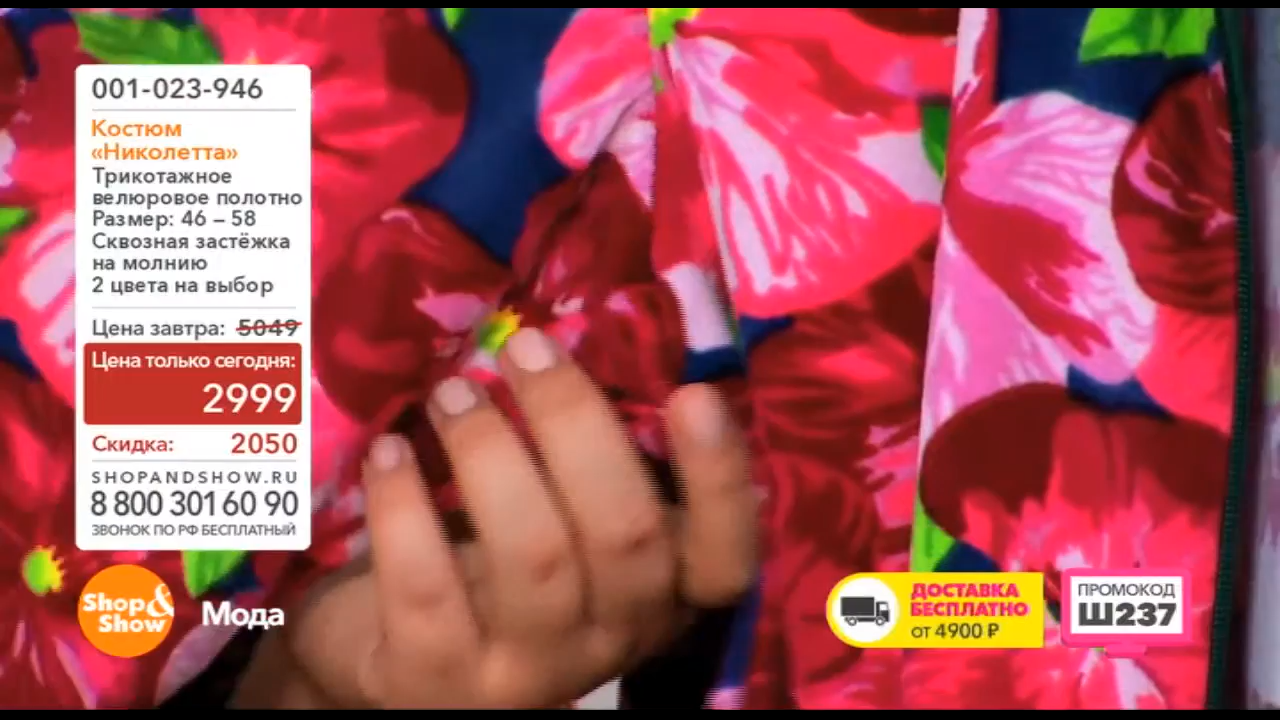 001-023-946
Костюм
«Николетта»
Трикотажное
велюровое полотно
Размер: 46 – 58
Сквозная застёжка
на молнию
2 цвета на выбор
Цена завтра: 5049
Цена только сегодня:
2999
Скидка: 2050
SHOPANDSHOW.RU
8 800 301 60 90
ЗВОНОК ПО РФ БЕСПЛАТНЫЙ
Shop&
Show
Мода
ДОСТАВКА
БЕСПЛАТНО
от 4900 ₽
ПРОМОКОД
Ш237